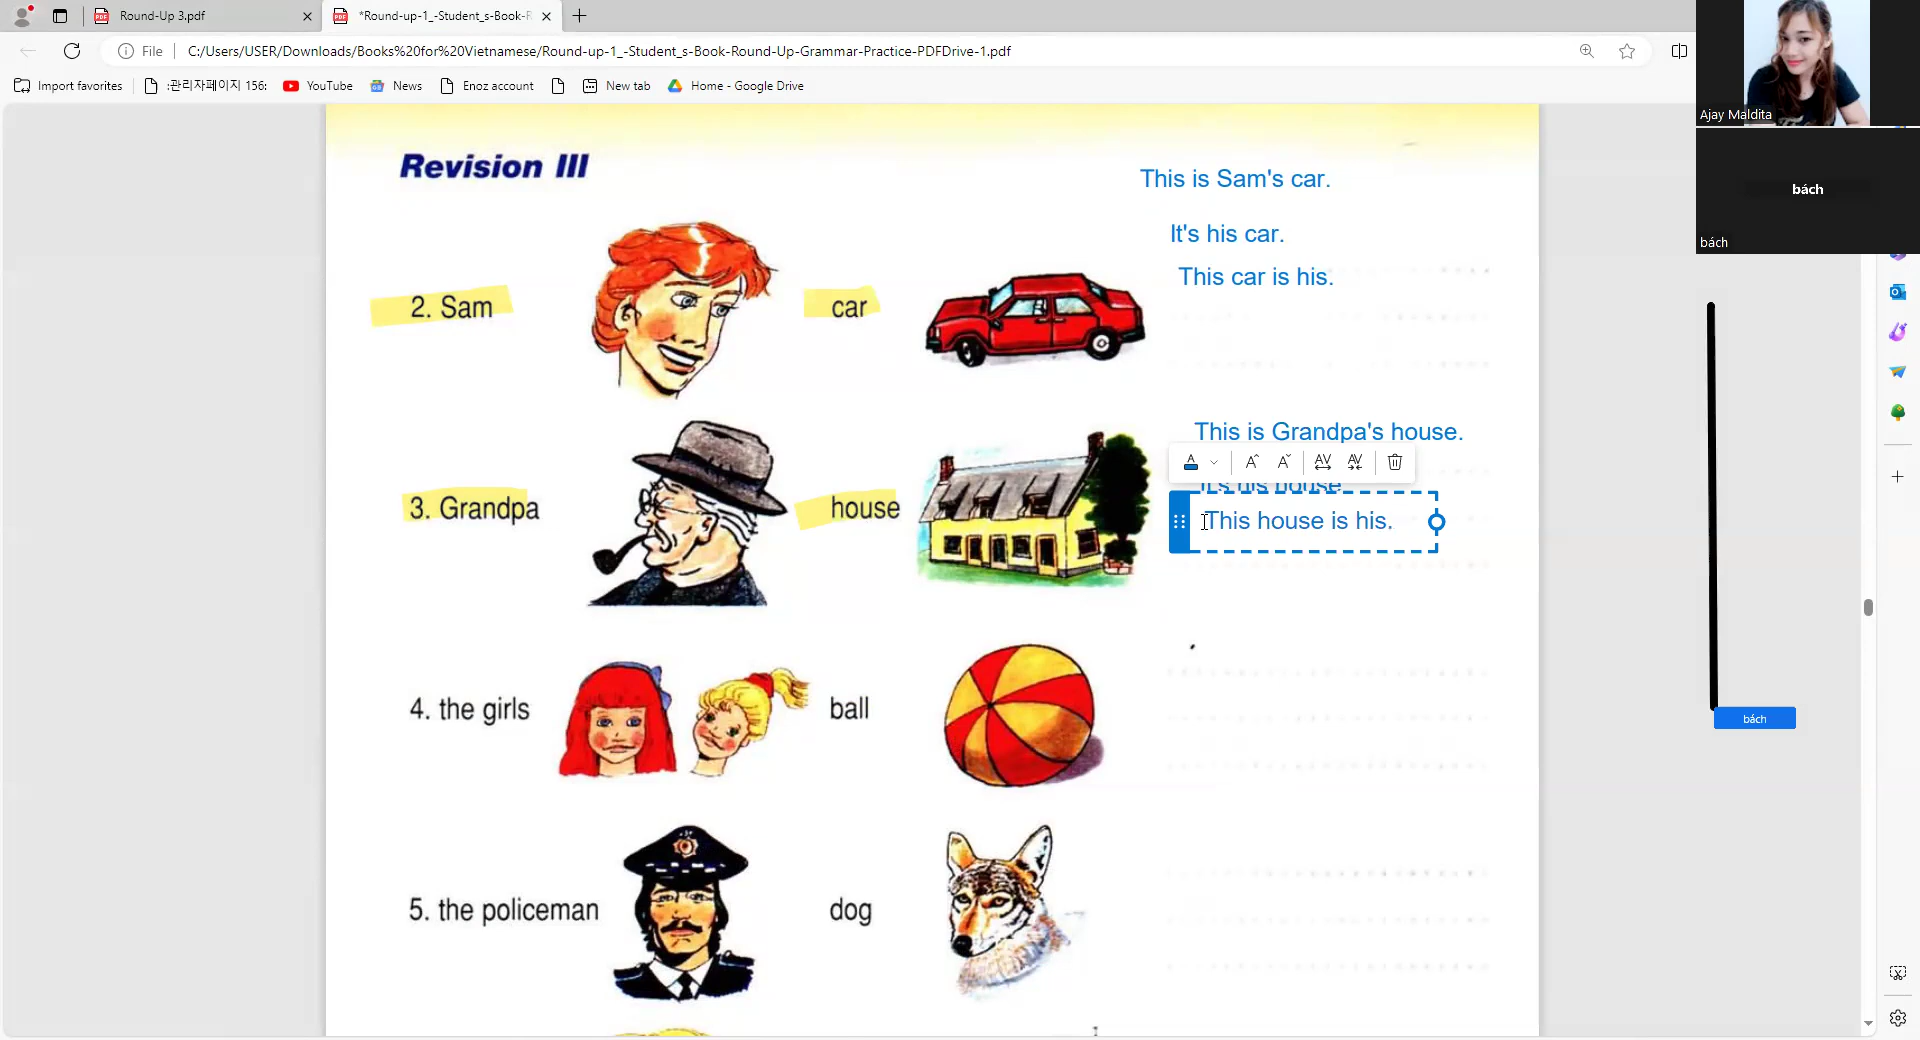 Round-Up 3.pdf
*Round-up-1_-Student_s-Book-R
File
C:/Users/USER/Downloads/Books%20for%20Vietnamese/Round-up-1_-Student_s-Book-Round-Up-Grammar-Practice-PDFDrive-1.pdf
Import favorites
:관리자페이지 156:
YouTube
News
Enoz account
New tab
Home - Google Drive
Ajay Maldita
bách
bách
Revision III
This is Sam's car.
It's his car.
This car is his.
2. Sam
car
This is Grandpa's house.
It's his house
This house is his.
3. Grandpa
house
4. the girls
ball
bách
5. the policeman
dog